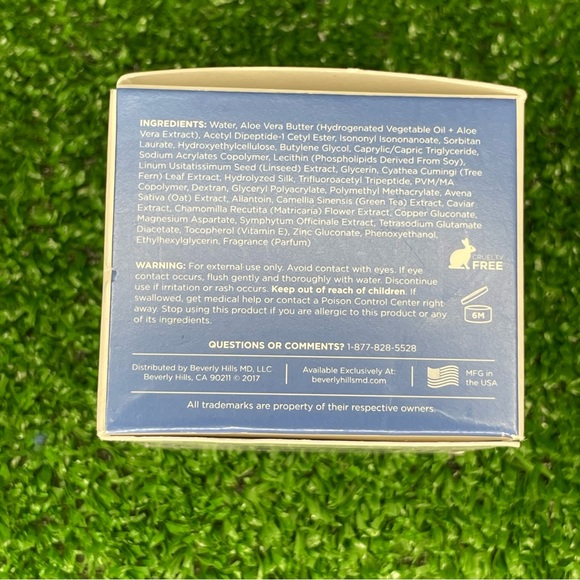 INGREDIENTS: Water, Aloe Vera Butter (Hydrogenated Vegetable Oil + Aloe
Vera Extract), Acetyl Dipeptide-1 Cetyl Ester, Isononyl Isononanoate, Sorbitan
Laurate, Hydroxyethylcellulose, Butylene Glycol, Caprylic/Capric Triglyceride,
Sodium Acrylates Copolymer, Lecithin (Phospholipids Derived From Soy),
Linum Usitatissimum Seed (Linseed) Extract, Glycerin, Cyathea Cumingi (Tree
Fern) Leaf Extract, Hydrolyzed Silk, Trifluoroacetyl Tripeptide, PVM/MA
Copolymer, Dextran, Glyceryl Polyacrylate, Polymethyl Methacrylate, Avena
Sativa (Oat) Extract, Allantoin, Camellia Sinensis (Green Tea) Extract, Caviar
Extract, Chamomilla Recutita (Matricaria) Flower Extract, Copper Gluconate,
Magnesium Aspartate, Symphytum Officinale Extract, Tetrasodium Glutamate
Diacetate, Tocopherol (Vitamin E), Zinc Gluconate, Phenoxyethanol,
Ethylhexylglycerin, Fragrance (Parfum)
CRUELTY
FREE
WARNING: For external use only. Avoid contact with eyes. If eye
contact occurs, flush gently and thoroughly with water. Discontinue
use if irritation or rash occurs. Keep out of reach of children. If
swallowed, get medical help or contact a Poison Control Center right
away. Stop using this product if you are allergic to this product or any
of its ingredients.
6M
QUESTIONS OR COMMENTS? 1-877-828-5528
Distributed by Beverly Hills MD, LLC
Beverly Hills, CA 90211 © 2017
Available Exclusively At:
beverlyhillsmd.com
MFG in
the USA
All trademarks are property of their respective owners.